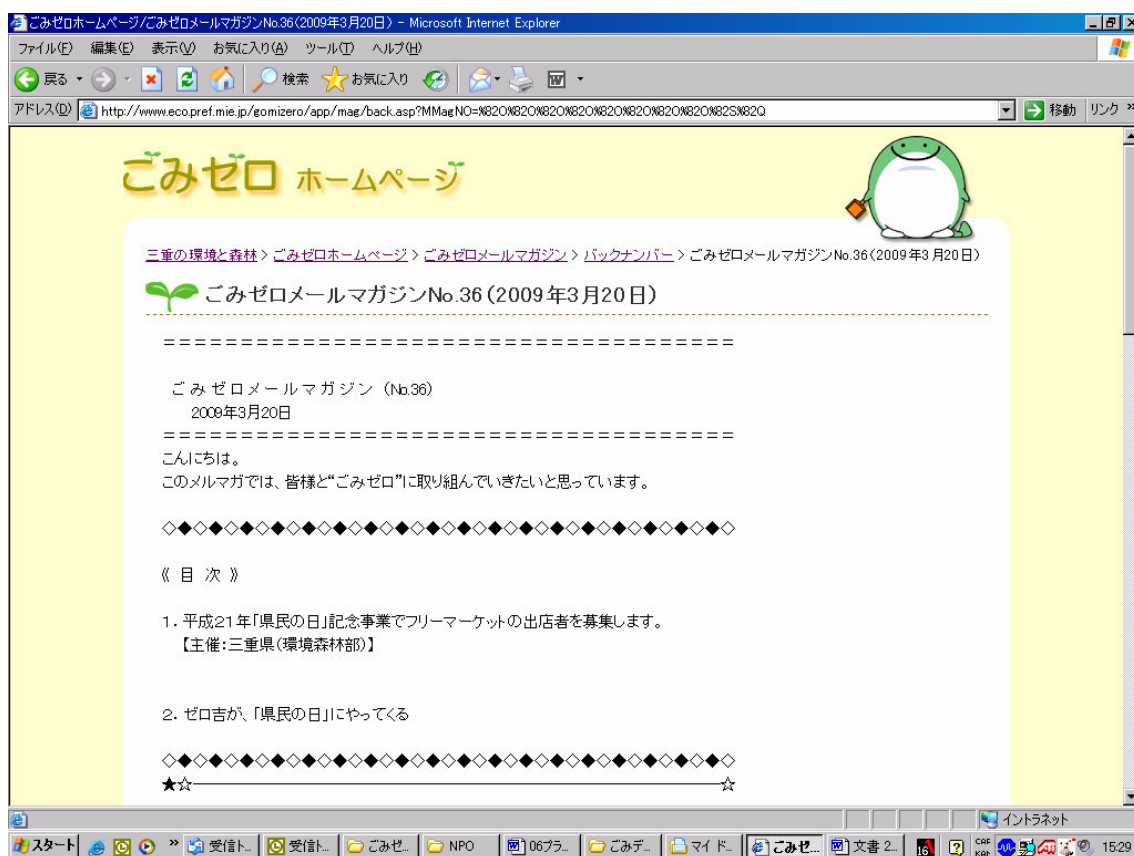 ごみゼロホームページ/ごみゼロメールマガジンNo.36(2009年3月20日) - Microsoft Internet Explorer
ファイル(F) 編集(E) 表示(V) お気に入り(A) ツール(T) ヘルプ(H)
戻る 検索 お気に入り
アドレス(D) http://www.eco.pref.mie.jp/gomizero/app/mag/back.asp?MMagNO=%82O%82O%82O%82O%82O%82O%82O%82O%82S%82Q 移動 リンク »
ごみゼロ ホームページ
三重の環境と森林 > ごみゼロホームページ > ごみゼロメールマガジン > バックナンバー > ごみゼロメールマガジンNo.36(2009年3月20日)
ごみゼロメールマガジンNo.36(2009年3月20日)
=====================================
ごみゼロメールマガジン (No.36)
2009年3月20日
=====================================
こんにちは。
このメルマガでは、皆様と“ごみゼロ”に取り組んでいきたいと思っています。
◇◆◇◆◇◆◇◆◇◆◇◆◇◆◇◆◇◆◇◆◇◆◇◆◇◆◇◆◇◆◇◆◇◆◇◆◇
《 目 次 》
1．平成21年「県民の日」記念事業でフリーマーケットの出店者を募集します。
【主催：三重県（環境森林部）】
2．ゼロ吉が、「県民の日」にやってくる
◇◆◇◆◇◆◇◆◇◆◇◆◇◆◇◆◇◆◇◆◇◆◇◆◇◆◇◆◇◆◇◆◇◆◇◆◇
★☆――――――――――――――――――――――――――――――――――☆
イントラネット
スタート » 受信ト... 受信ト... ごみゼ... NPO 06プラ... ごみデ... マイ ド... ごみゼ... 文書 2... 16 CAPS KANA 15:29